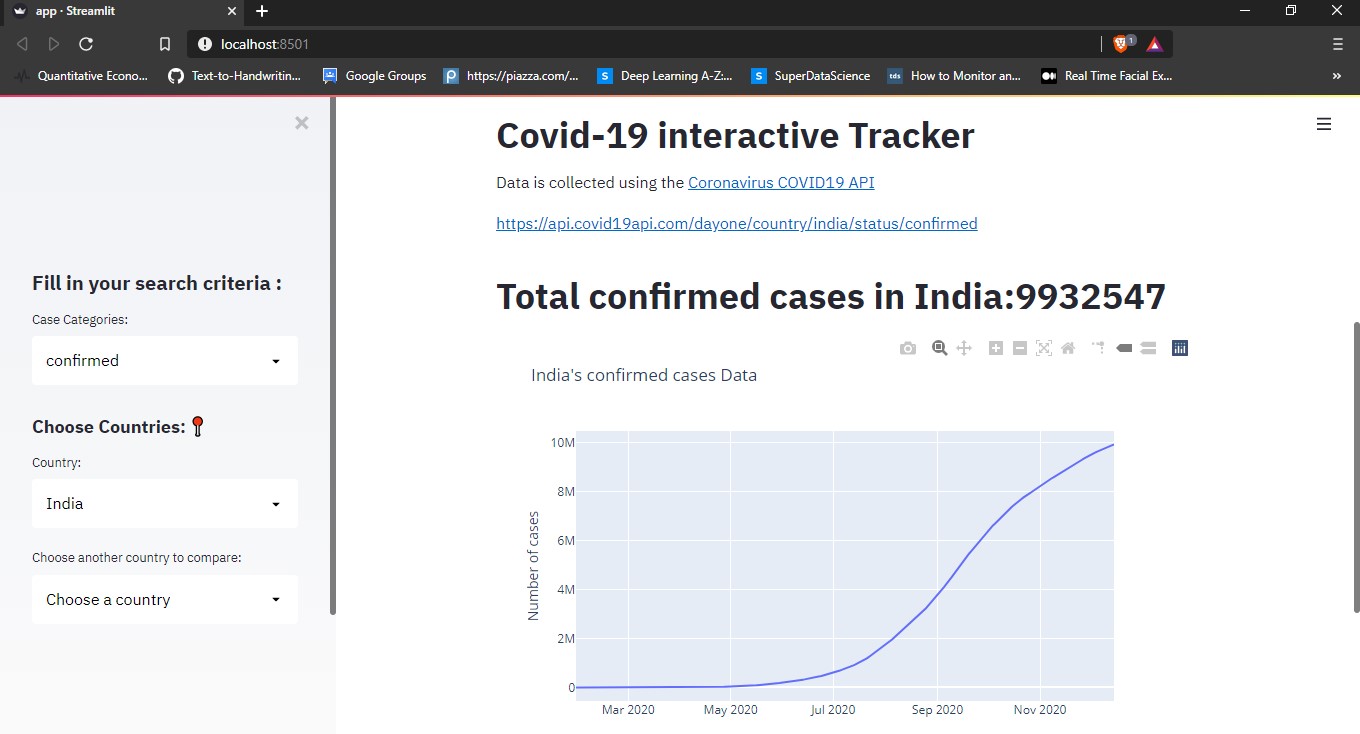 app · Streamlit
localhost:8501
1
Quantitative Econo...
Text-to-Handwritin...
Google Groups
https://piazza.com/...
Deep Learning A-Z:...
SuperDataScience
tds
How to Monitor an...
Real Time Facial Ex...
»
Fill in your search criteria :
Case Categories:
confirmed
Choose Countries:
Country:
India
Choose another country to compare:
Choose a country
Covid-19 interactive Tracker
Data is collected using the Coronavirus COVID19 API
https://api.covid19api.com/dayone/country/india/status/confirmed
Total confirmed cases in India:9932547
India's confirmed cases Data
10M
8M
6M
4M
2M
0
Number of cases
Mar 2020
May 2020
Jul 2020
Sep 2020
Nov 2020